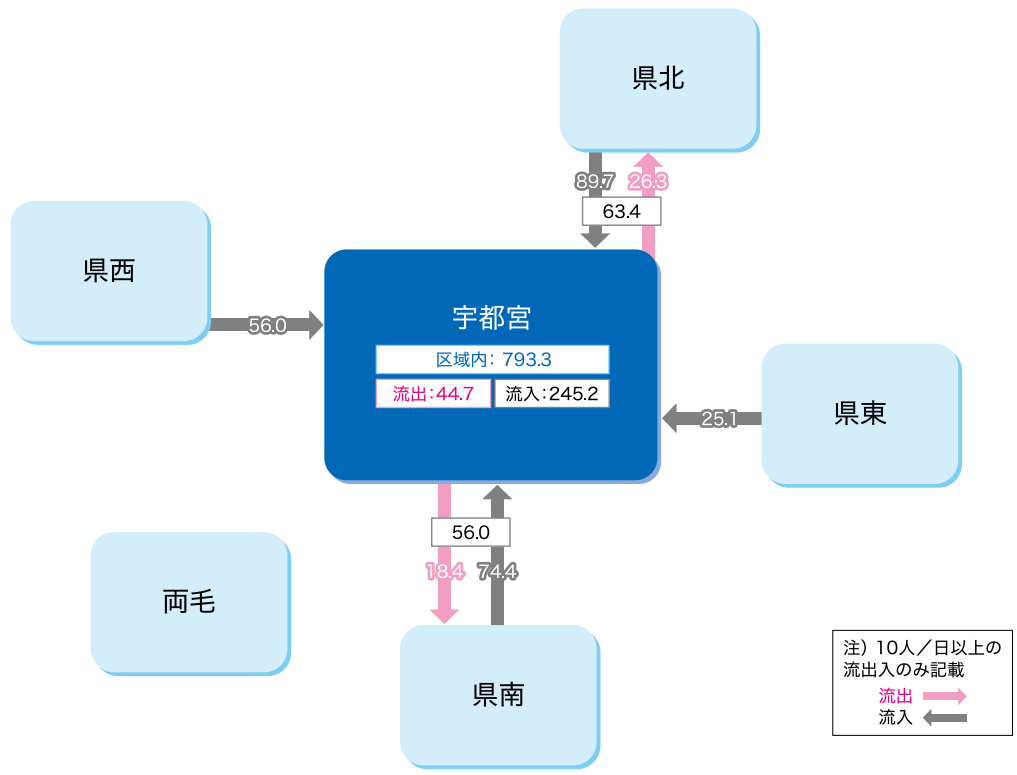 県北
89.7
26.3
63.4
県西
56.0
宇都宮
区域内：793.3
流出：44.7
流入：245.2
県東
25.1
56.0
18.4
74.4
両毛
県南
注）10人／日以上の
流出入のみ記載
流出
流入